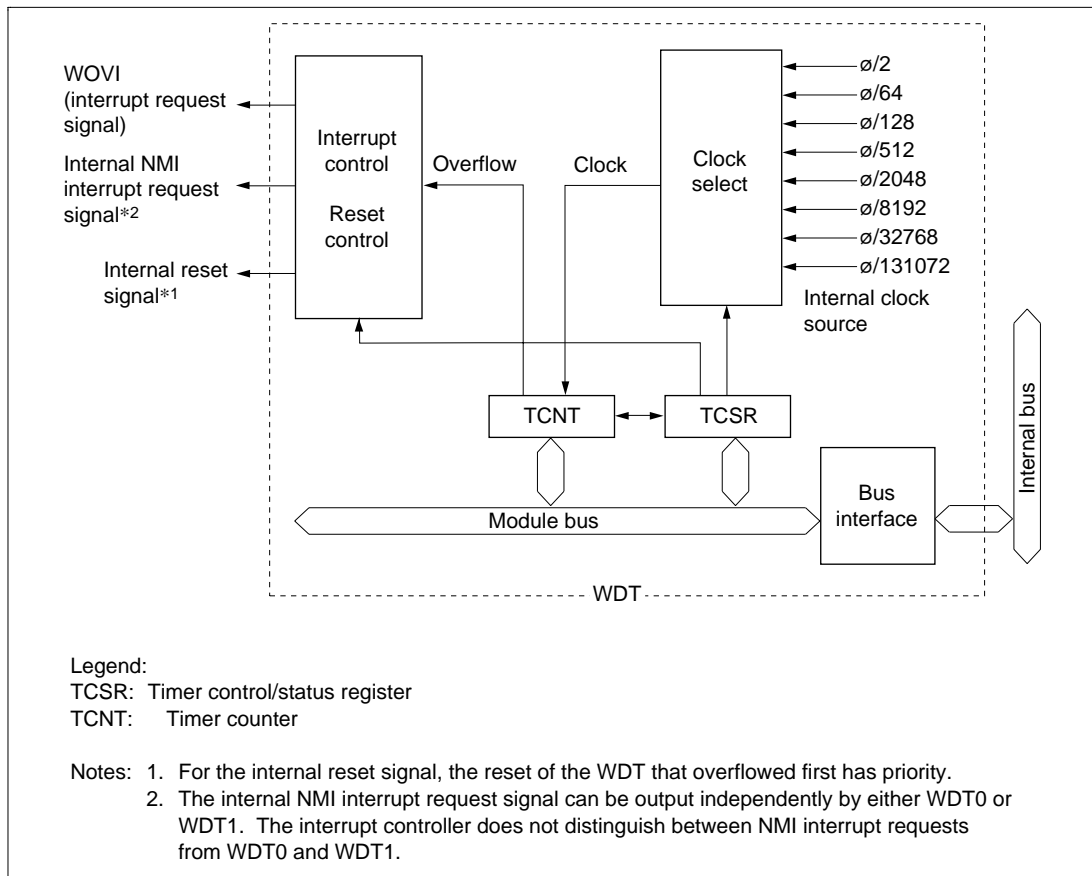 WOVI
(interrupt request
signal)
Internal NMI
interrupt request
signal*2
Internal reset
signal*1
Interrupt
control
Reset
control
Overflow
Clock
Clock
select
ø/2
ø/64
ø/128
ø/512
ø/2048
ø/8192
ø/32768
ø/131072
Internal clock
source
TCNT
TCSR
Module bus
Bus
interface
Internal bus
WDT
Legend:
TCSR: Timer control/status register
TCNT: Timer counter
Notes: 1. For the internal reset signal, the reset of the WDT that overflowed first has priority.
2. The internal NMI interrupt request signal can be output independently by either WDT0 or
WDT1. The interrupt controller does not distinguish between NMI interrupt requests
from WDT0 and WDT1.